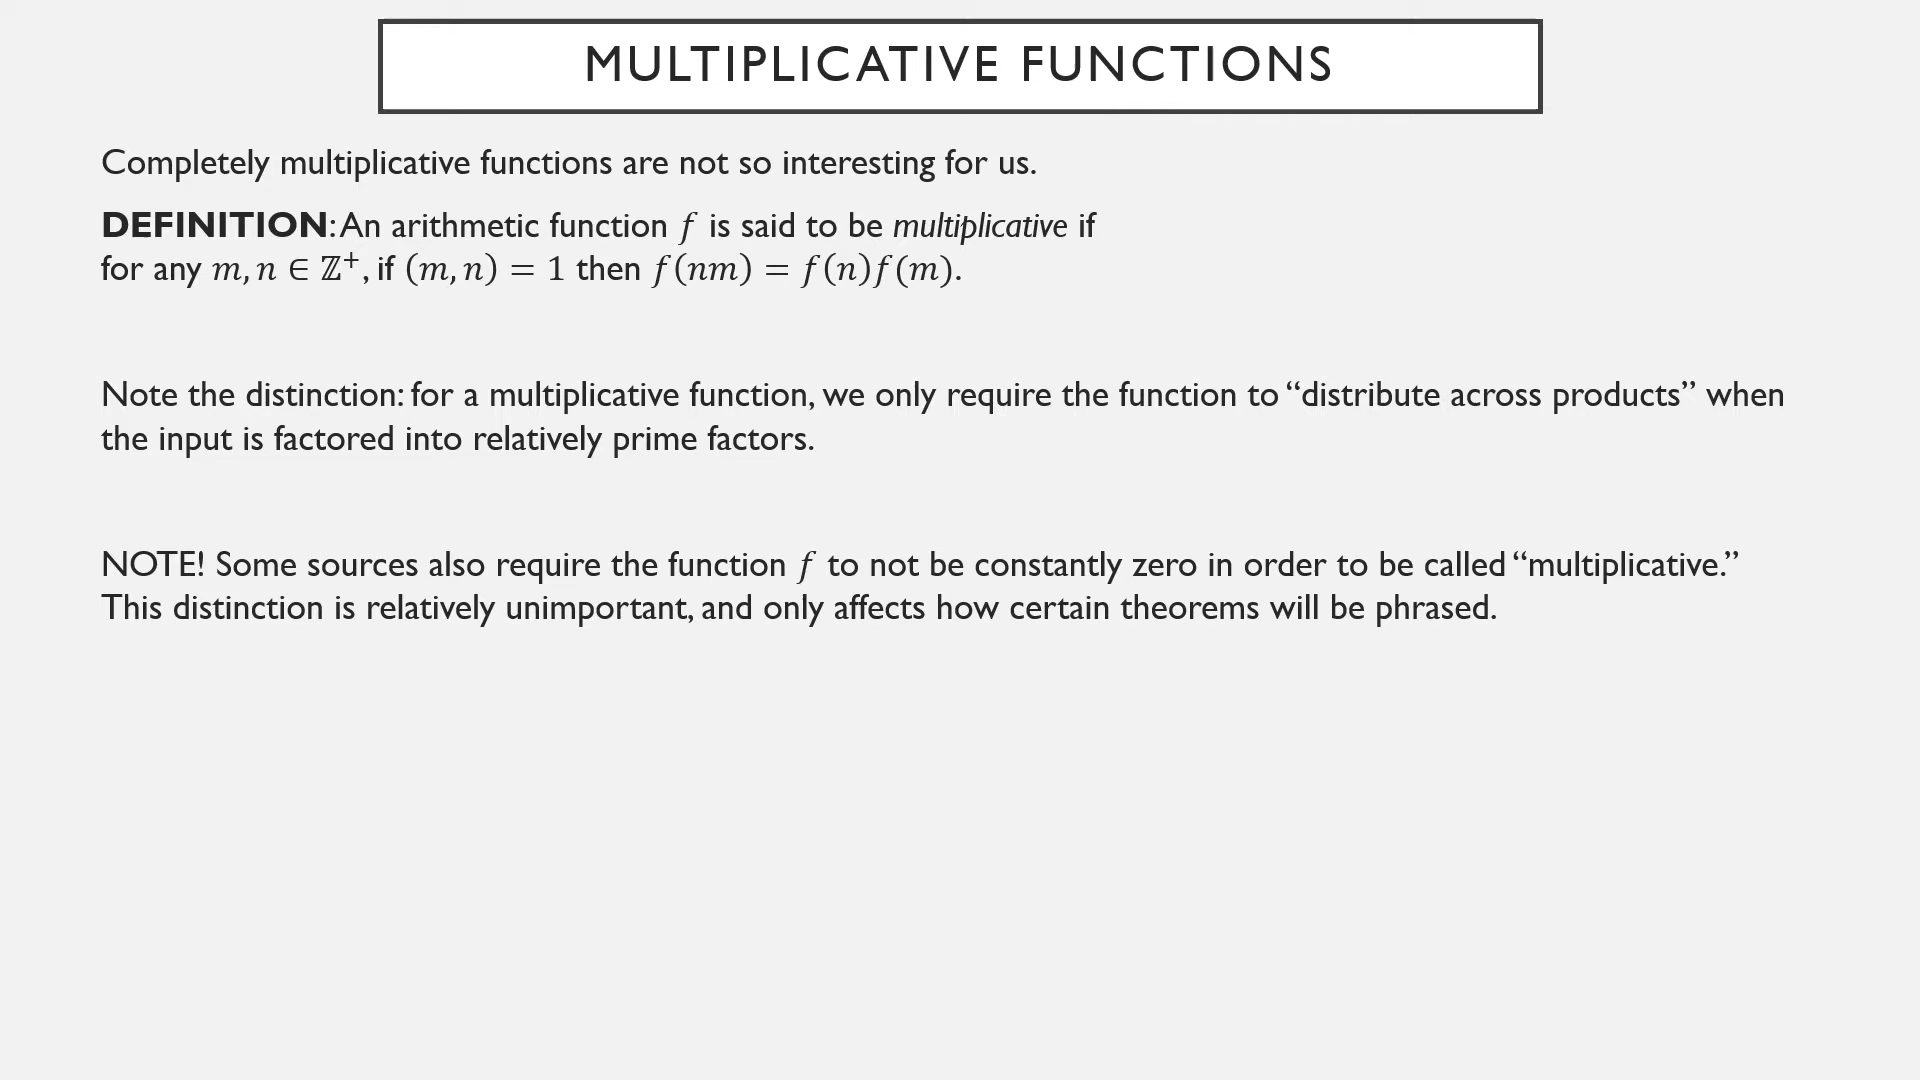 MULTIPLICATIVE FUNCTIONS
Completely multiplicative functions are not so interesting for us.
DEFINITION: An arithmetic function 𝑓 is said to be multiplicative if
for any 𝑚, 𝑛 ∈ ℤ⁺, if (𝑚, 𝑛) = 1 then 𝑓(𝑛𝑚) = 𝑓(𝑛)𝑓(𝑚).
Note the distinction: for a multiplicative function, we only require the function to “distribute across products” when
the input is factored into relatively prime factors.
NOTE! Some sources also require the function 𝑓 to not be constantly zero in order to be called “multiplicative.”
This distinction is relatively unimportant, and only affects how certain theorems will be phrased.